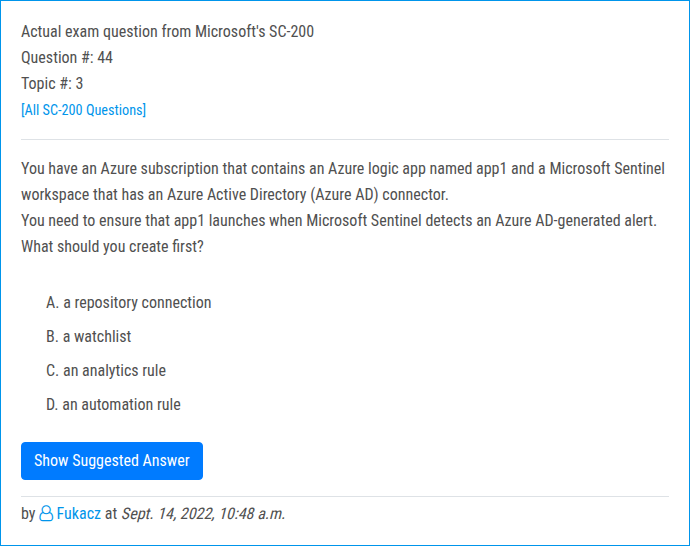 Actual exam question from Microsoft's SC-200
Question #: 44
Topic #: 3
[All SC-200 Questions]
You have an Azure subscription that contains an Azure logic app named app1 and a Microsoft Sentinel
workspace that has an Azure Active Directory (Azure AD) connector.
You need to ensure that app1 launches when Microsoft Sentinel detects an Azure AD-generated alert.
What should you create first?
A. a repository connection
B. a watchlist
C. an analytics rule
D. an automation rule
Show Suggested Answer
by Fukacz at Sept. 14, 2022, 10:48 a.m.